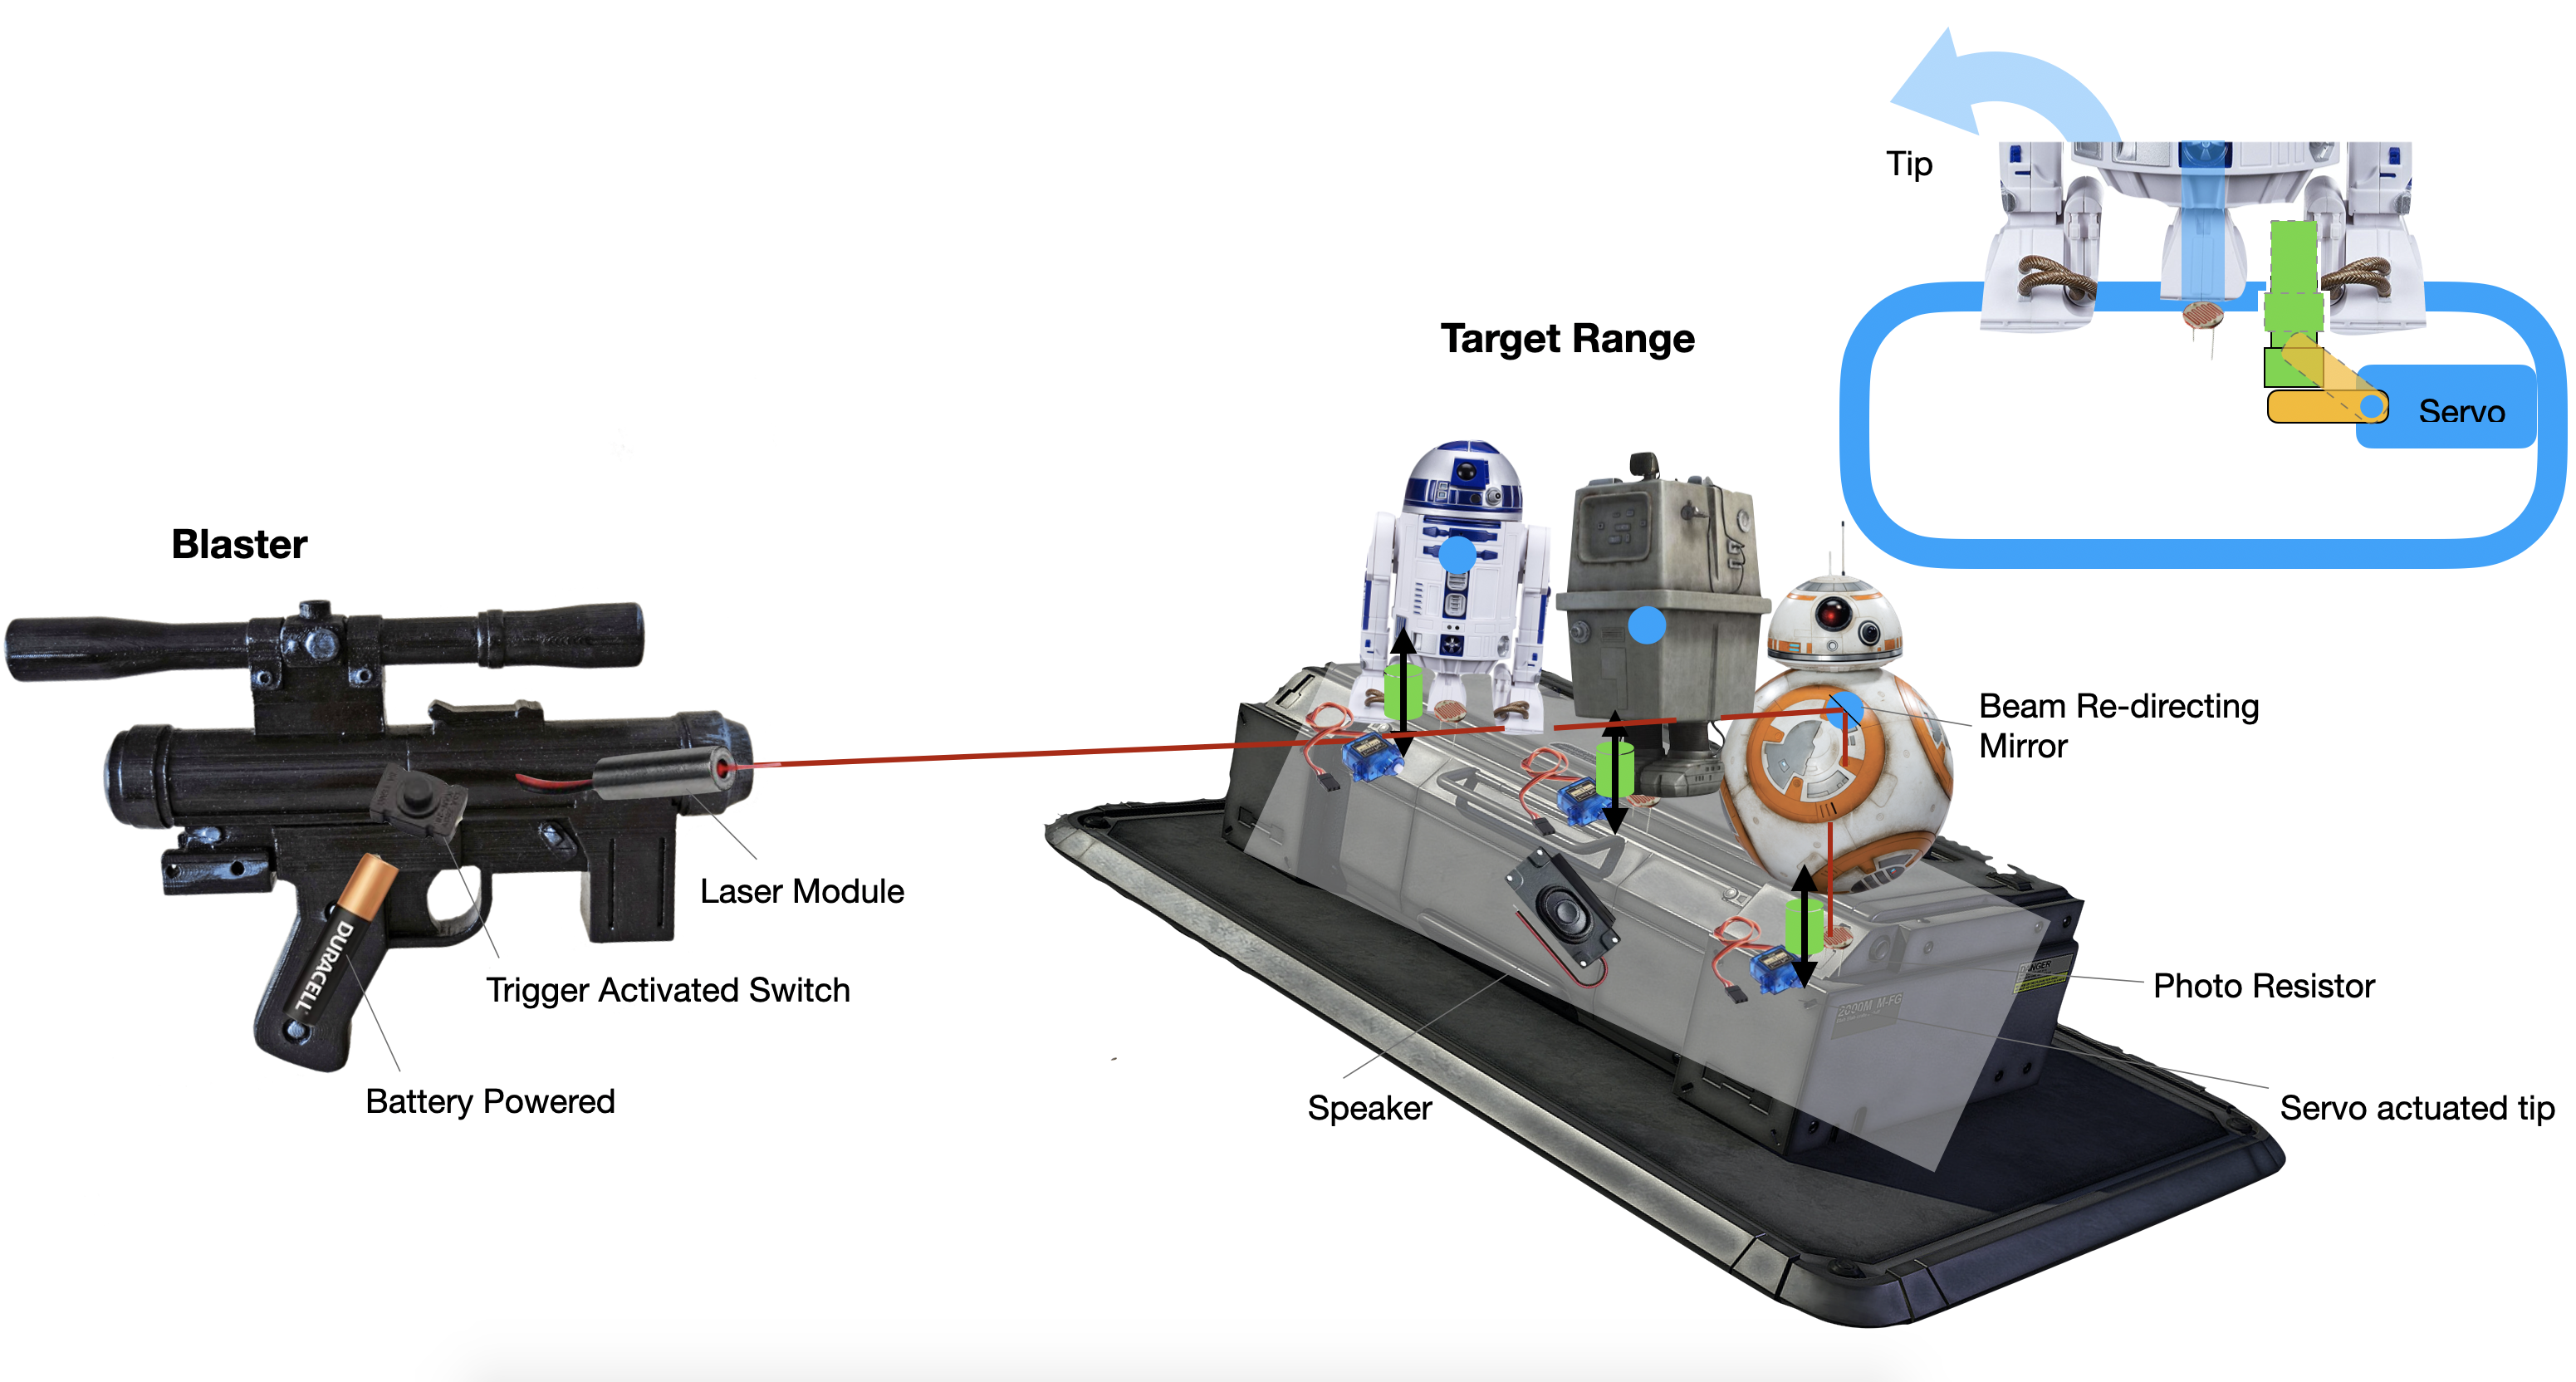 Tip
Servo
Target Range
Blaster
Beam Re-directing
Mirror
Laser Module
Trigger Activated Switch
DURACELL
Battery Powered
Photo Resistor
Speaker
Servo actuated tip